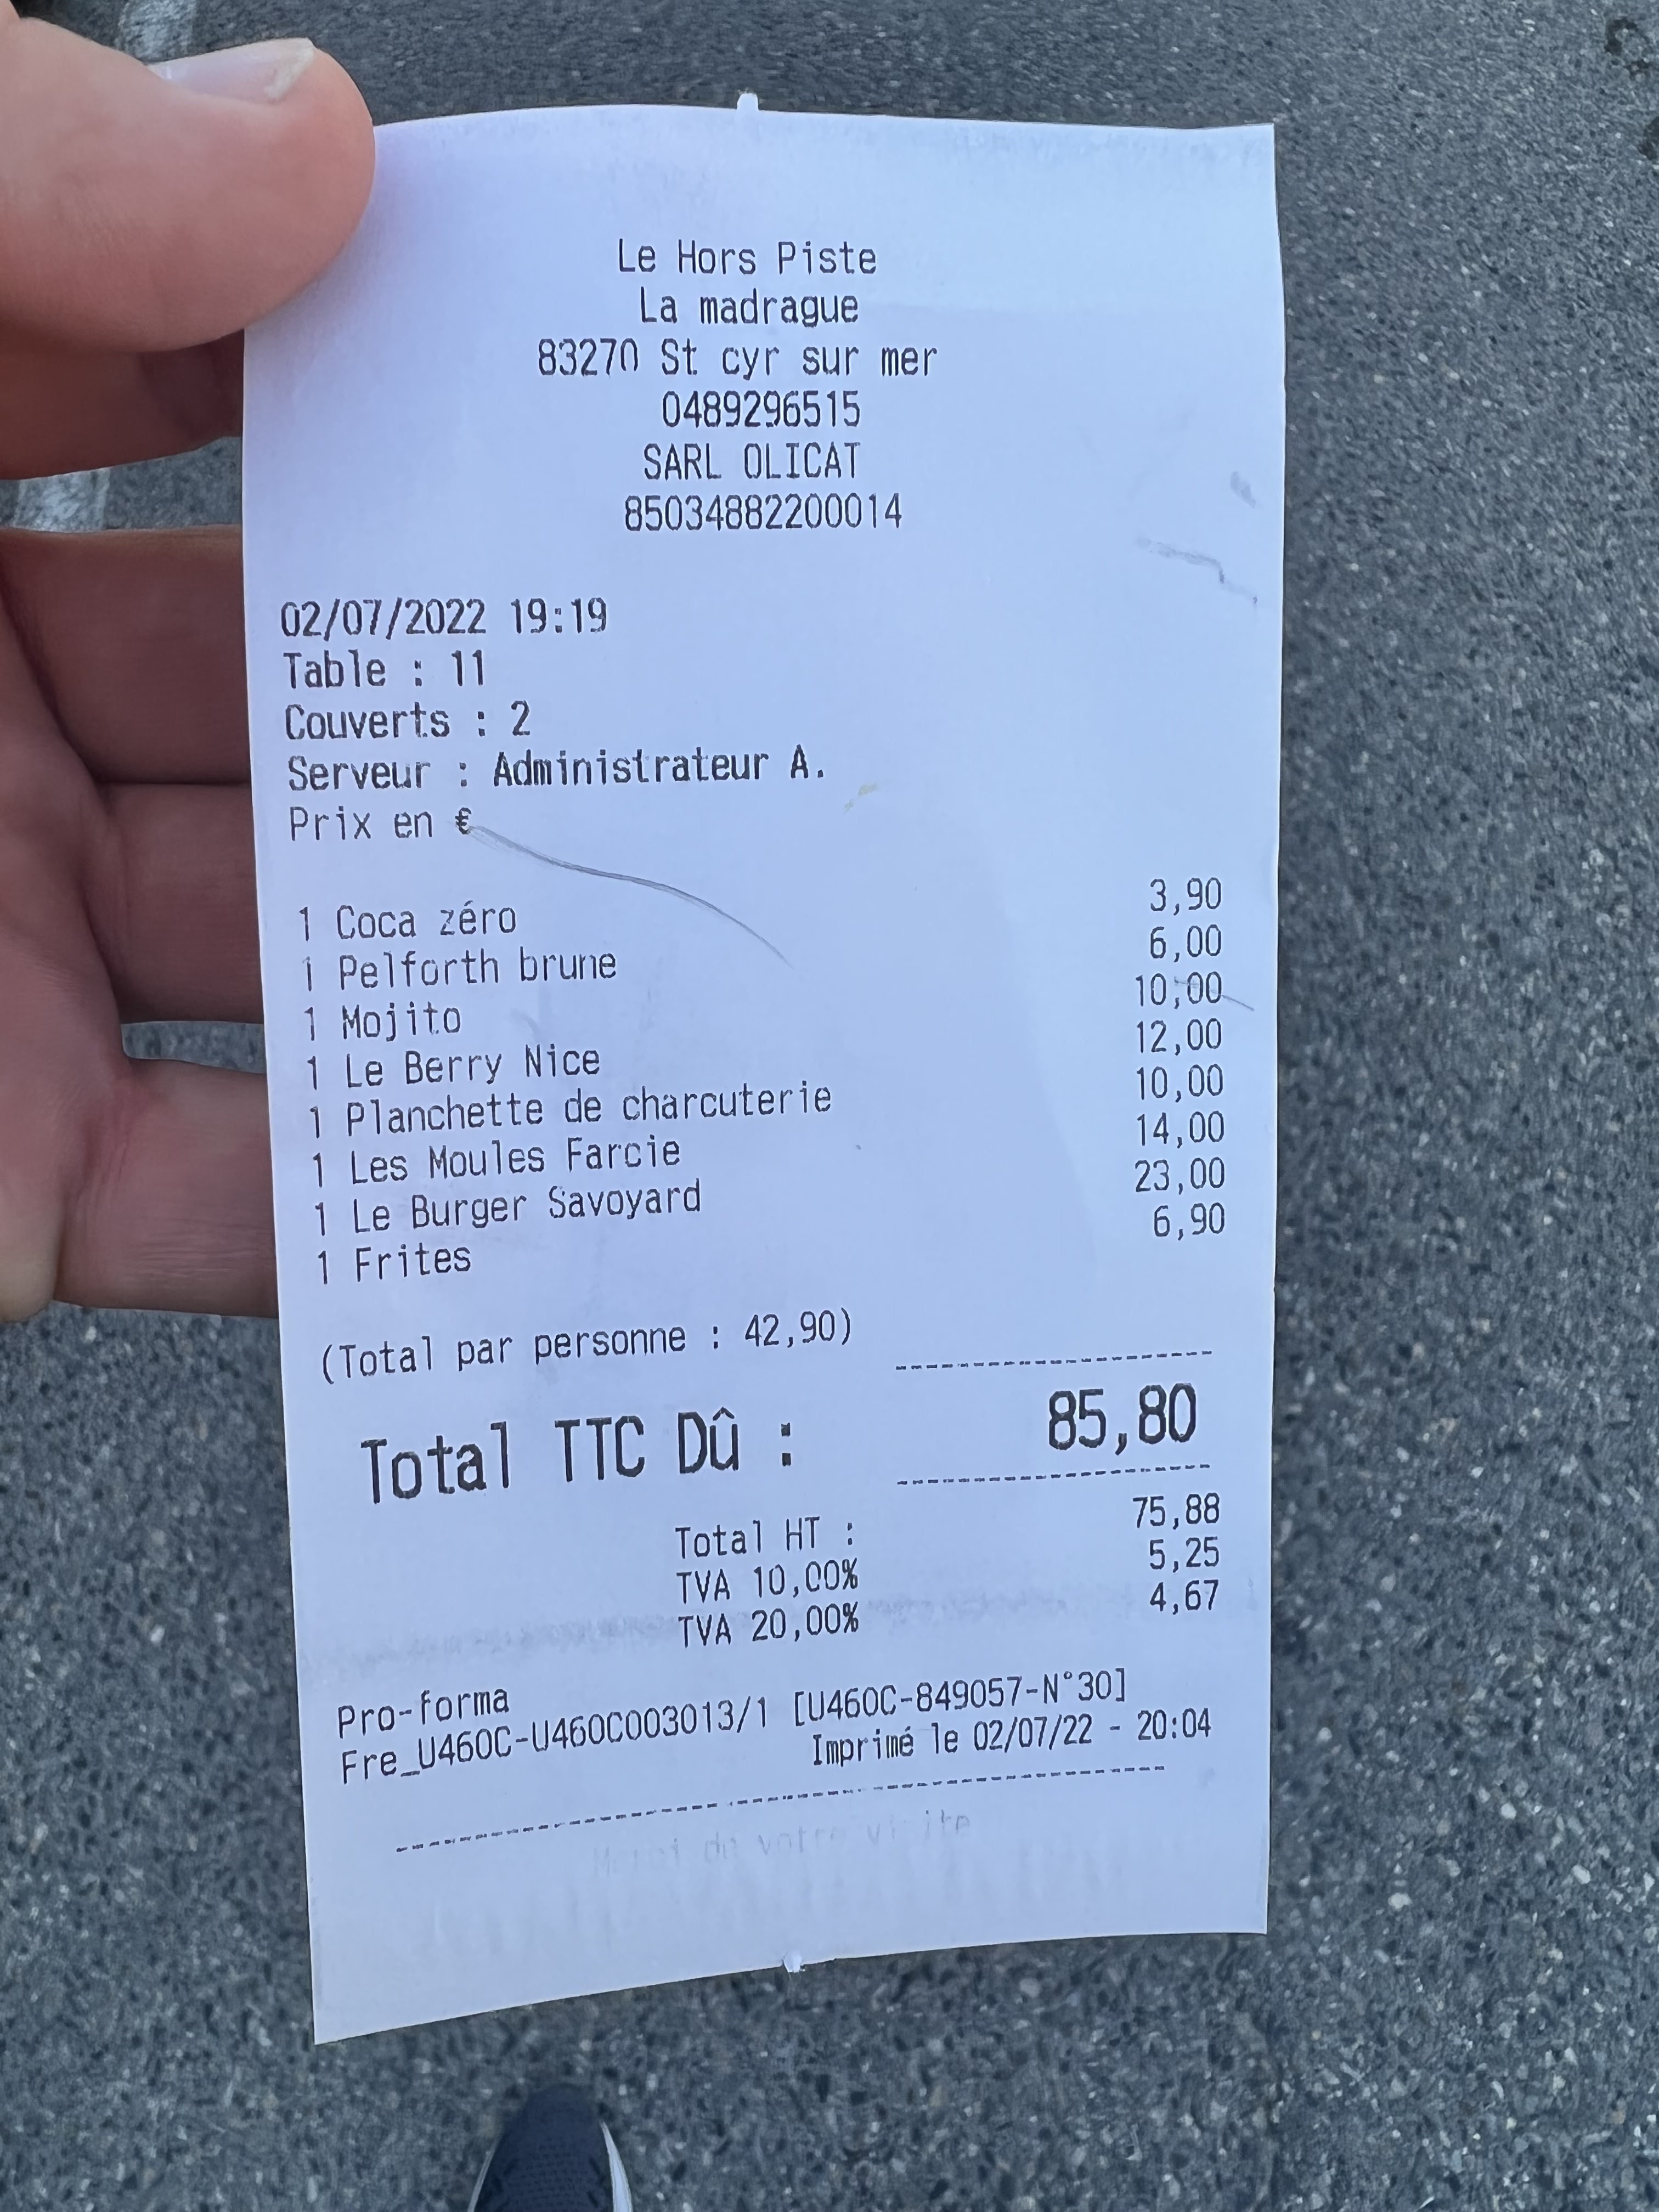 Le Hors Piste
La madrague
83270 St cyr sur mer
0489296515
SARL OLICAT
85034882200014
02/07/2022 19:19
Table : 11
Couverts : 2
Serveur : Administrateur A.
Prix en €
1 Coca zéro 3,90
1 Pelforth brune 6,00
1 Mojito 10,00
1 Le Berry Nice 12,00
1 Planchette de charcuterie 10,00
1 Les Moules Farcie 14,00
1 Le Burger Savoyard 23,00
1 Frites 6,90
(Total par personne : 42,90)
Total TTC Dû : 85,80
Total HT : 75,88
TVA 10,00% 5,25
TVA 20,00% 4,67
Pro-forma
Fre_U460C-U460C003013/1 [U460C-849057-N°30]
Imprimé le 02/07/22 - 20:04
Merci de votre visite